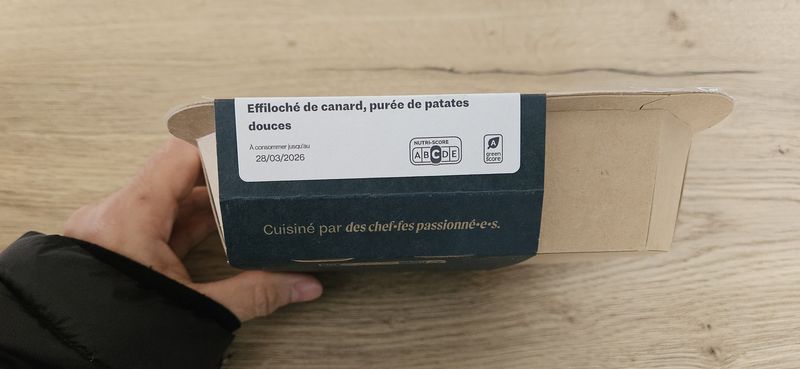 Effiloché de canard, purée de patates
douces
À consommer jusqu'au
28/03/2026
NUTRI-SCORE
A B C D E
A
green
score
Cuisiné par des chef•fes passionné•e•s.